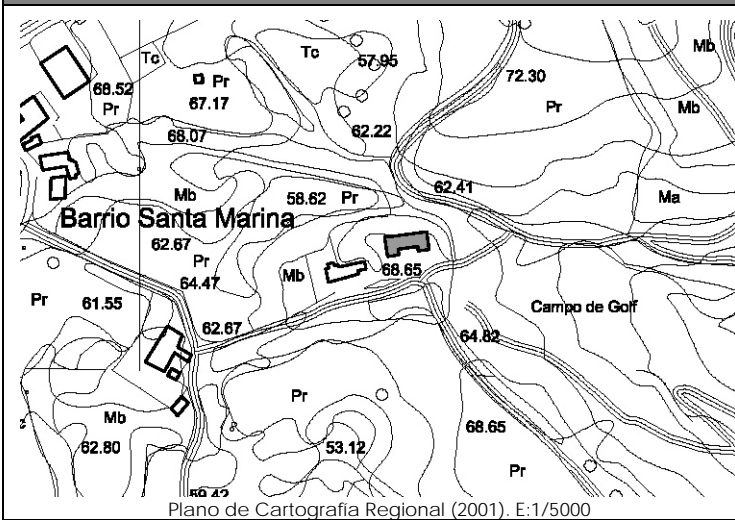 Tc
Tc
57.95
72.30
Mb
68.52
Pr
Pr
67.17
Pr
Mb
68.07
62.22
Mb
58.62
Pr
62.41
Ma
Barrio Santa Marina
62.67
Pr
64.47
Mb
68.65
Pr
61.55
Campo de Golf
62.67
64.82
Pr
Mb
68.65
62.80
53.12
Pr
59.42
Plano de Cartografía Regional (2001). E:1/5000